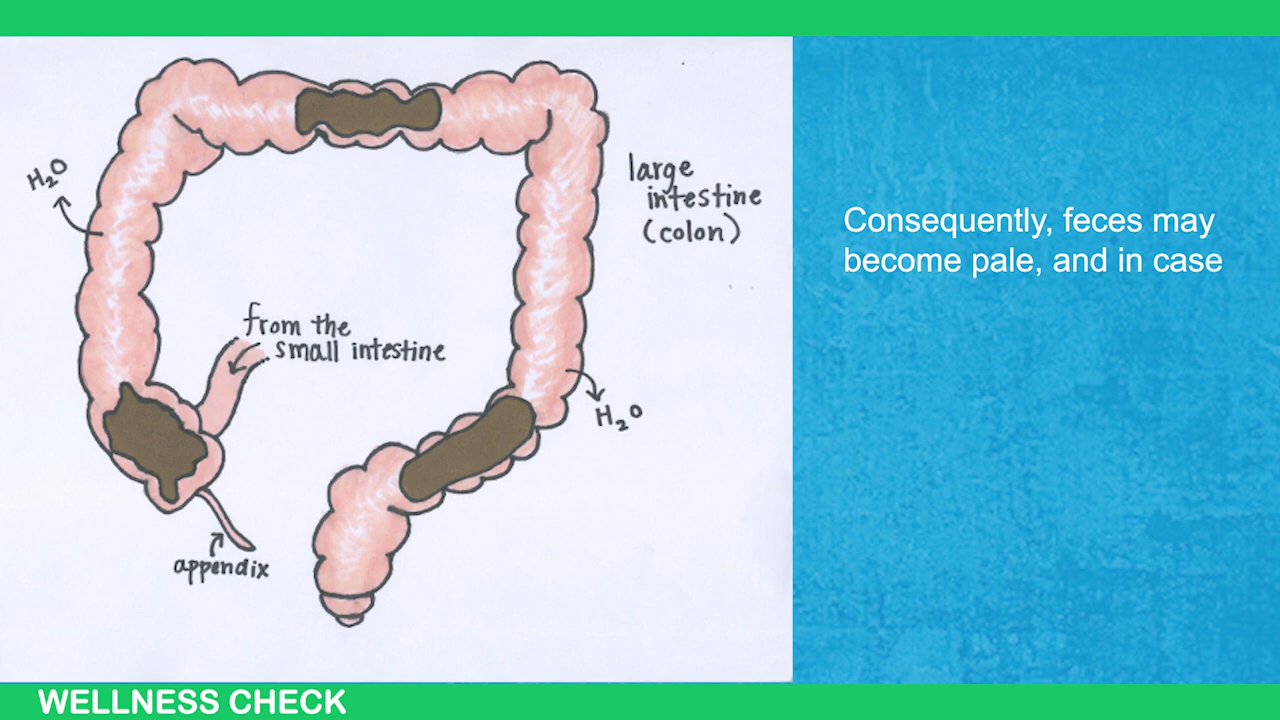 H₂O
large
intestine
(colon)
from the
small intestine
H₂O
appendix
Consequently, feces may
become pale, and in case
WELLNESS CHECK